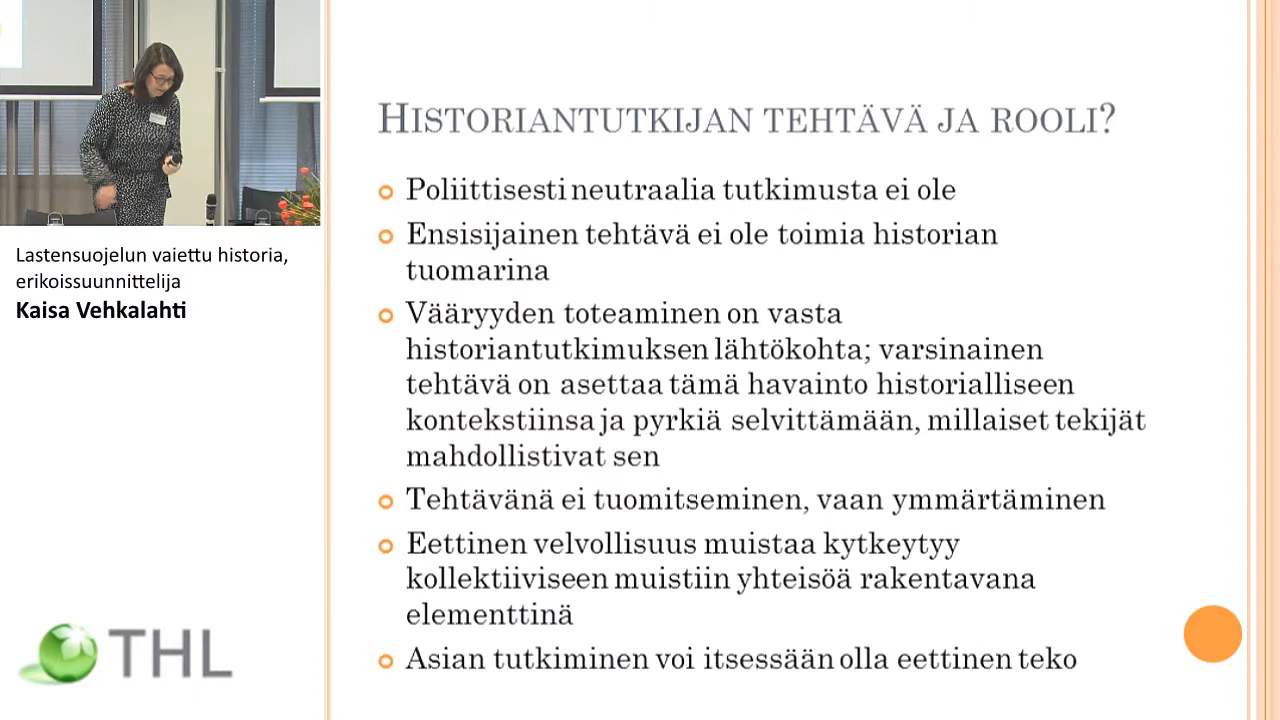 Lastensuojelun vaiettu historia,
erikoissuunnittelija
Kaisa Vehkalahti
THL
HISTORIANTUTKIJAN TEHTÄVÄ JA ROOLI?
Poliittisesti neutraalia tutkimusta ei ole
Ensisijainen tehtävä ei ole toimia historian
tuomarina
Vääryyden toteaminen on vasta
historiantutkimuksen lähtökohta; varsinainen
tehtävä on asettaa tämä havainto historialliseen
kontekstiinsa ja pyrkiä selvittämään, millaiset tekijät
mahdollistivat sen
Tehtävänä ei tuomitseminen, vaan ymmärtäminen
Eettinen velvollisuus muistaa kytkeytyy
kollektiiviseen muistiin yhteisöä rakentavana
elementtinä
Asian tutkiminen voi itsessään olla eettinen teko